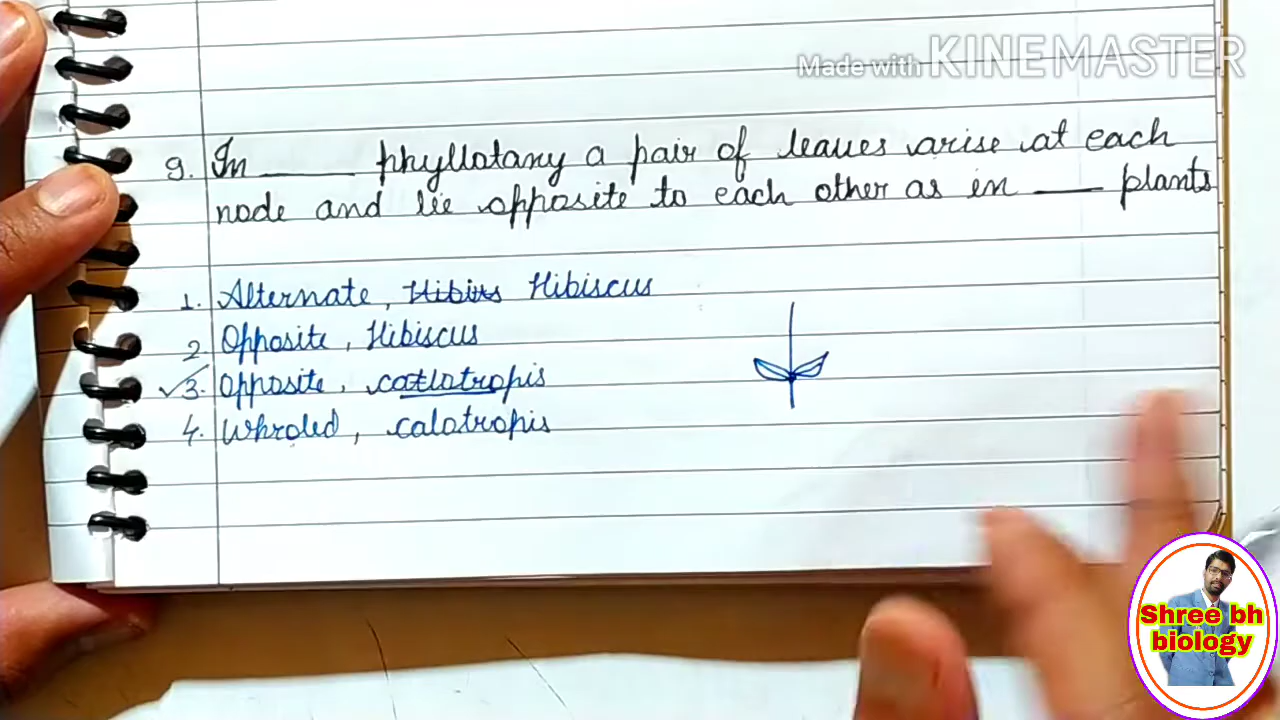 Made with KINEMASTER
9. In ____ phyllotaxy a pair of leaves arise at each
node and lie opposite to each other as in ____ plants
1. Alternate, Hibius Hibiscus
2. Opposite, Hibiscus
✓3. Opposite, catlotropis
4. Whroled, calotropis
Shree bh
biology